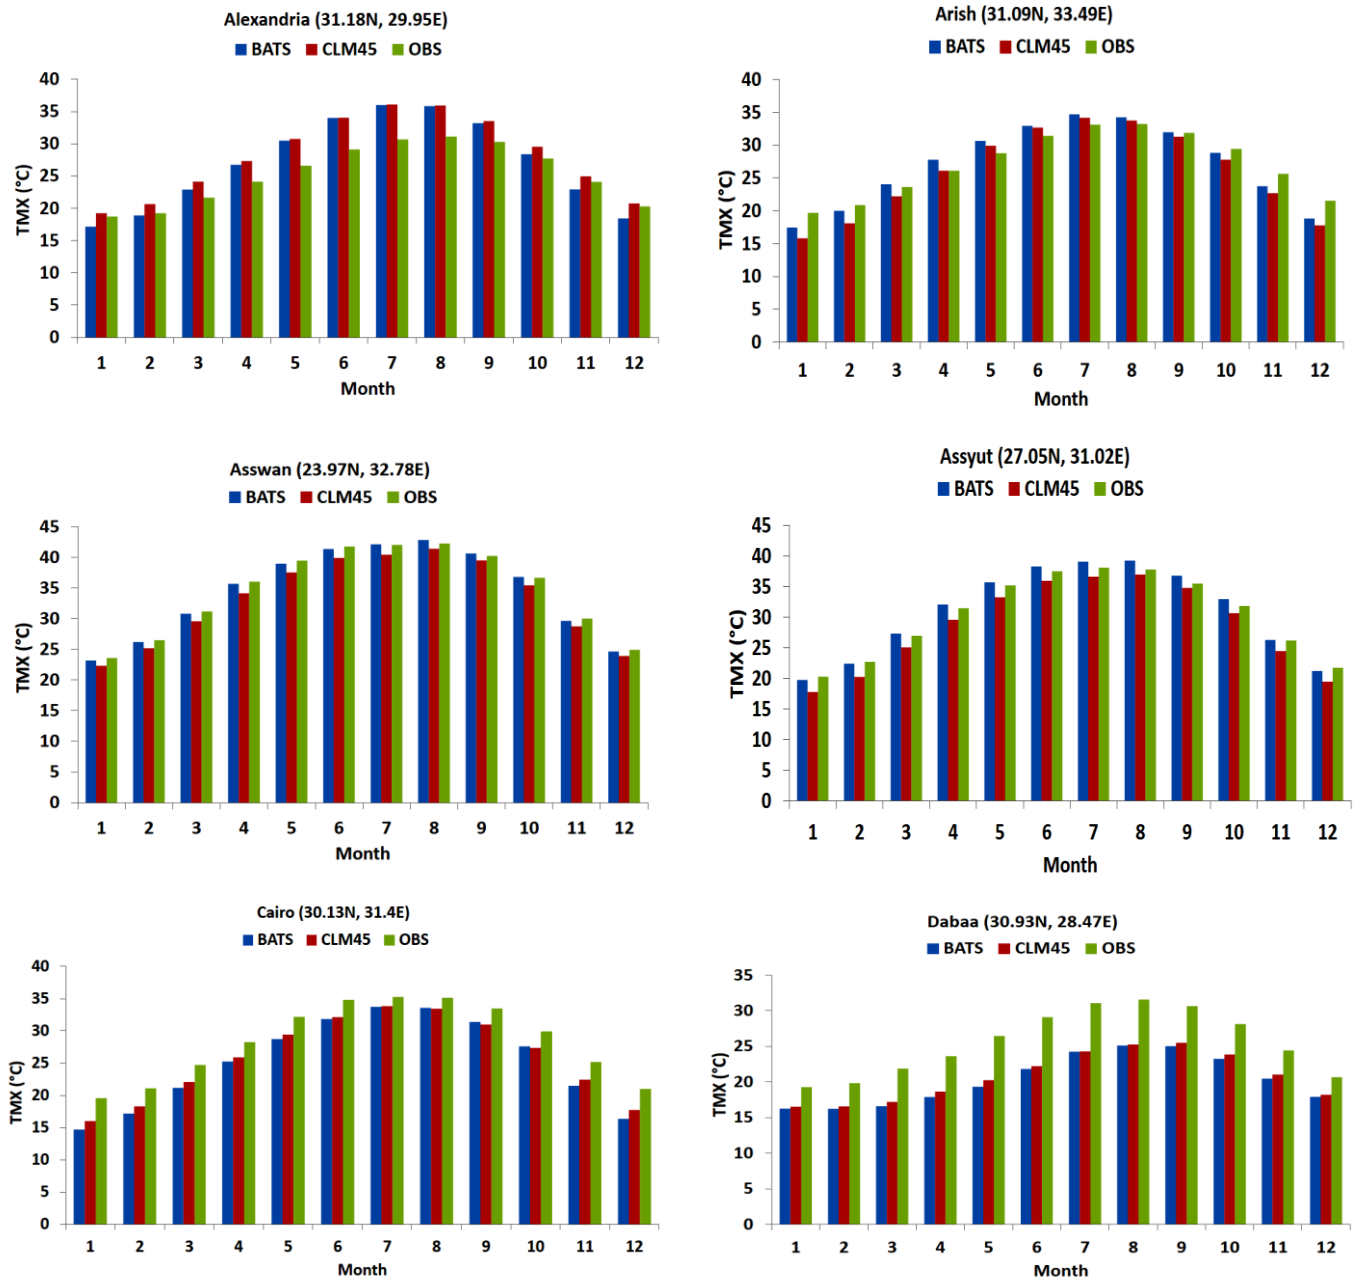 Alexandria (31.18N, 29.95E)
BATS CLM45 OBS
TMX (°C)
40
35
30
25
20
15
10
5
0
1 2 3 4 5 6 7 8 9 10 11 12
Month
Arish (31.09N, 33.49E)
BATS CLM45 OBS
TMX (°C)
40
35
30
25
20
15
10
5
0
1 2 3 4 5 6 7 8 9 10 11 12
Month
Asswan (23.97N, 32.78E)
BATS CLM45 OBS
TMX (°C)
45
40
35
30
25
20
15
10
5
0
1 2 3 4 5 6 7 8 9 10 11 12
Month
Assyut (27.05N, 31.02E)
BATS CLM45 OBS
TMX (°C)
45
40
35
30
25
20
15
10
5
0
1 2 3 4 5 6 7 8 9 10 11 12
Month
Cairo (30.13N, 31.4E)
BATS CLM45 OBS
TMX (°C)
40
35
30
25
20
15
10
5
0
1 2 3 4 5 6 7 8 9 10 11 12
Month
Dabaa (30.93N, 28.47E)
BATS CLM45 OBS
TMX (°C)
35
30
25
20
15
10
5
0
1 2 3 4 5 6 7 8 9 10 11 12
Month